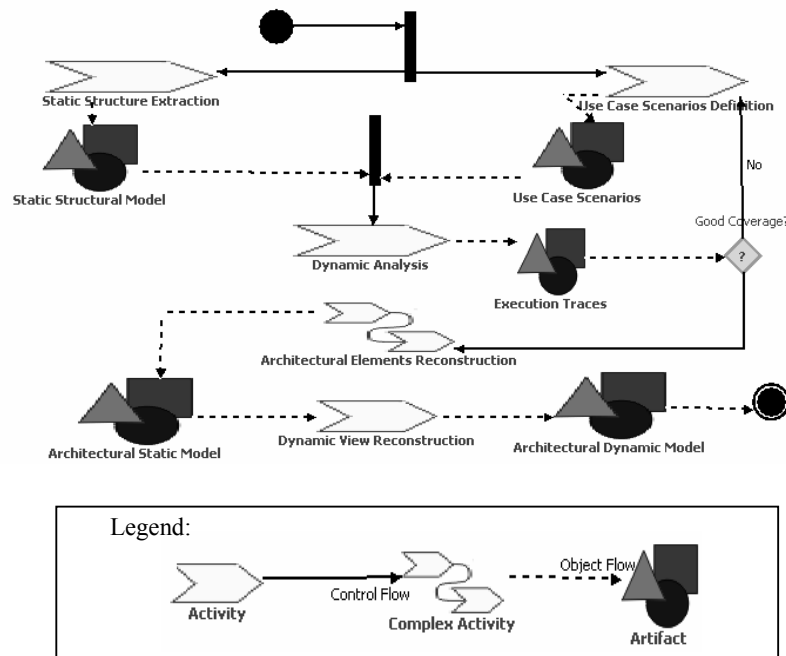 Static Structure Extraction
Use Case Scenarios Definition
Static Structural Model
Use Case Scenarios
No
Good Coverage?
?
Dynamic Analysis
Execution Traces
Architectural Elements Reconstruction
Architectural Static Model
Dynamic View Reconstruction
Architectural Dynamic Model
Legend:
Activity
Control Flow
Complex Activity
Object Flow
Artifact